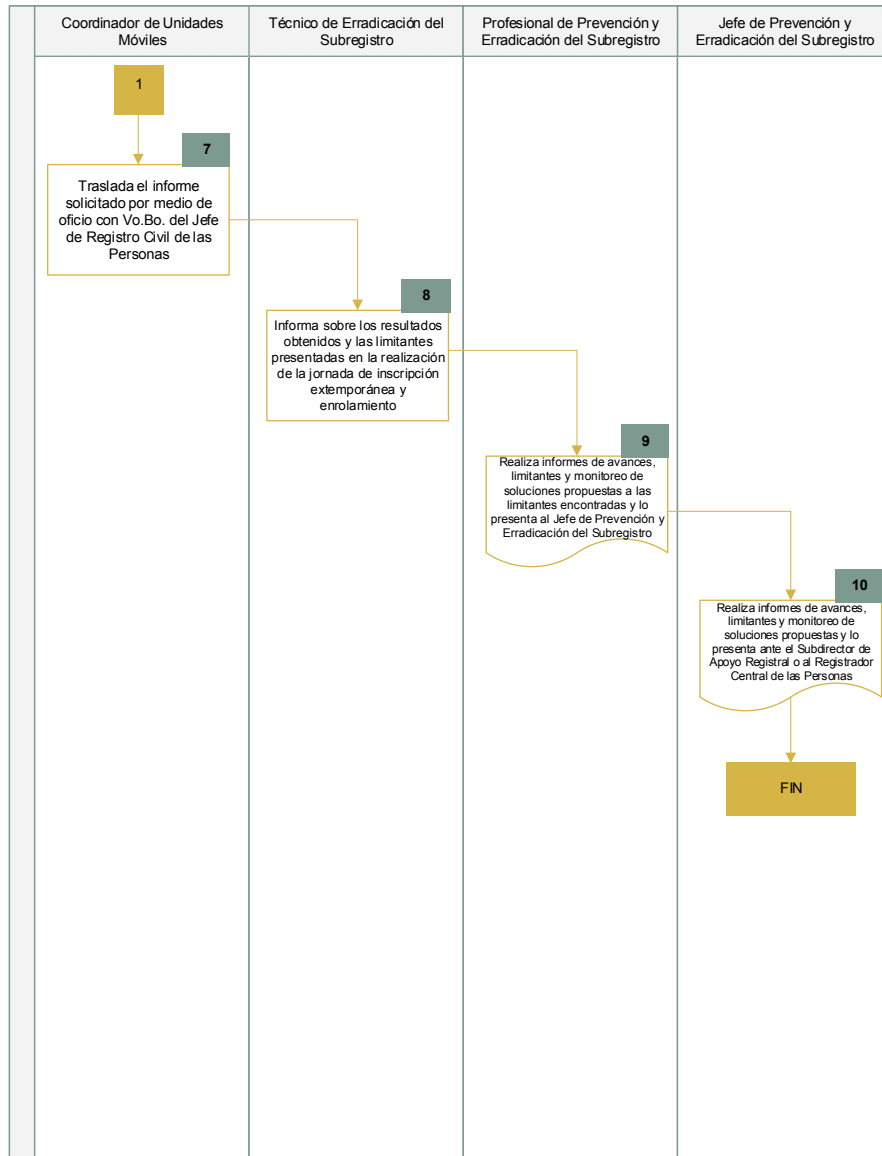 Coordinador de Unidades
Móviles
Técnico de Erradicación del
Subregistro
Profesional de Prevención y
Erradicación del Subregistro
Jefe de Prevención y
Erradicación del Subregistro
1
7
Traslada el informe
solicitado por medio de
oficio con Vo.Bo. del Jefe
de Registro Civil de las
Personas
8
Informa sobre los resultados
obtenidos y las limitantes
presentadas en la realización
de la jornada de inscripción
extemporánea y
enrolamiento
9
Realiza informes de avances,
limitantes y monitoreo de
soluciones propuestas a las
limitantes encontradas y lo
presenta al Jefe de Prevención y
Erradicación del Subregistro
10
Realiza informes de avances,
limitantes y monitoreo de
soluciones propuestas y lo
presenta ante el Subdirector de
Apoyo Registral o al Registrador
Central de las Personas
FIN